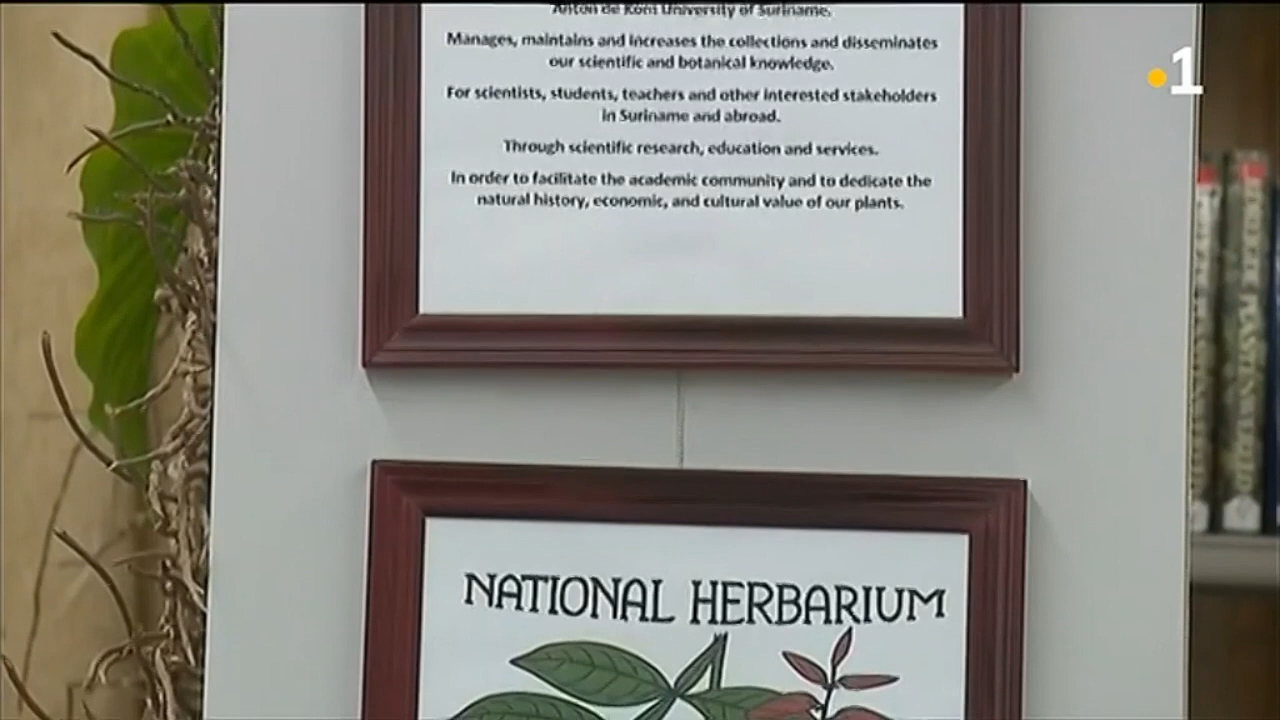 Anton de Kom University of Suriname.
Manages, maintains and increases the collections and disseminates
our scientific and botanical knowledge.
For scientists, students, teachers and other interested stakeholders
in Suriname and abroad.
Through scientific research, education and services.
In order to facilitate the academic community and to dedicate the
natural history, economic, and cultural value of our plants.
NATIONAL HERBARIUM
1